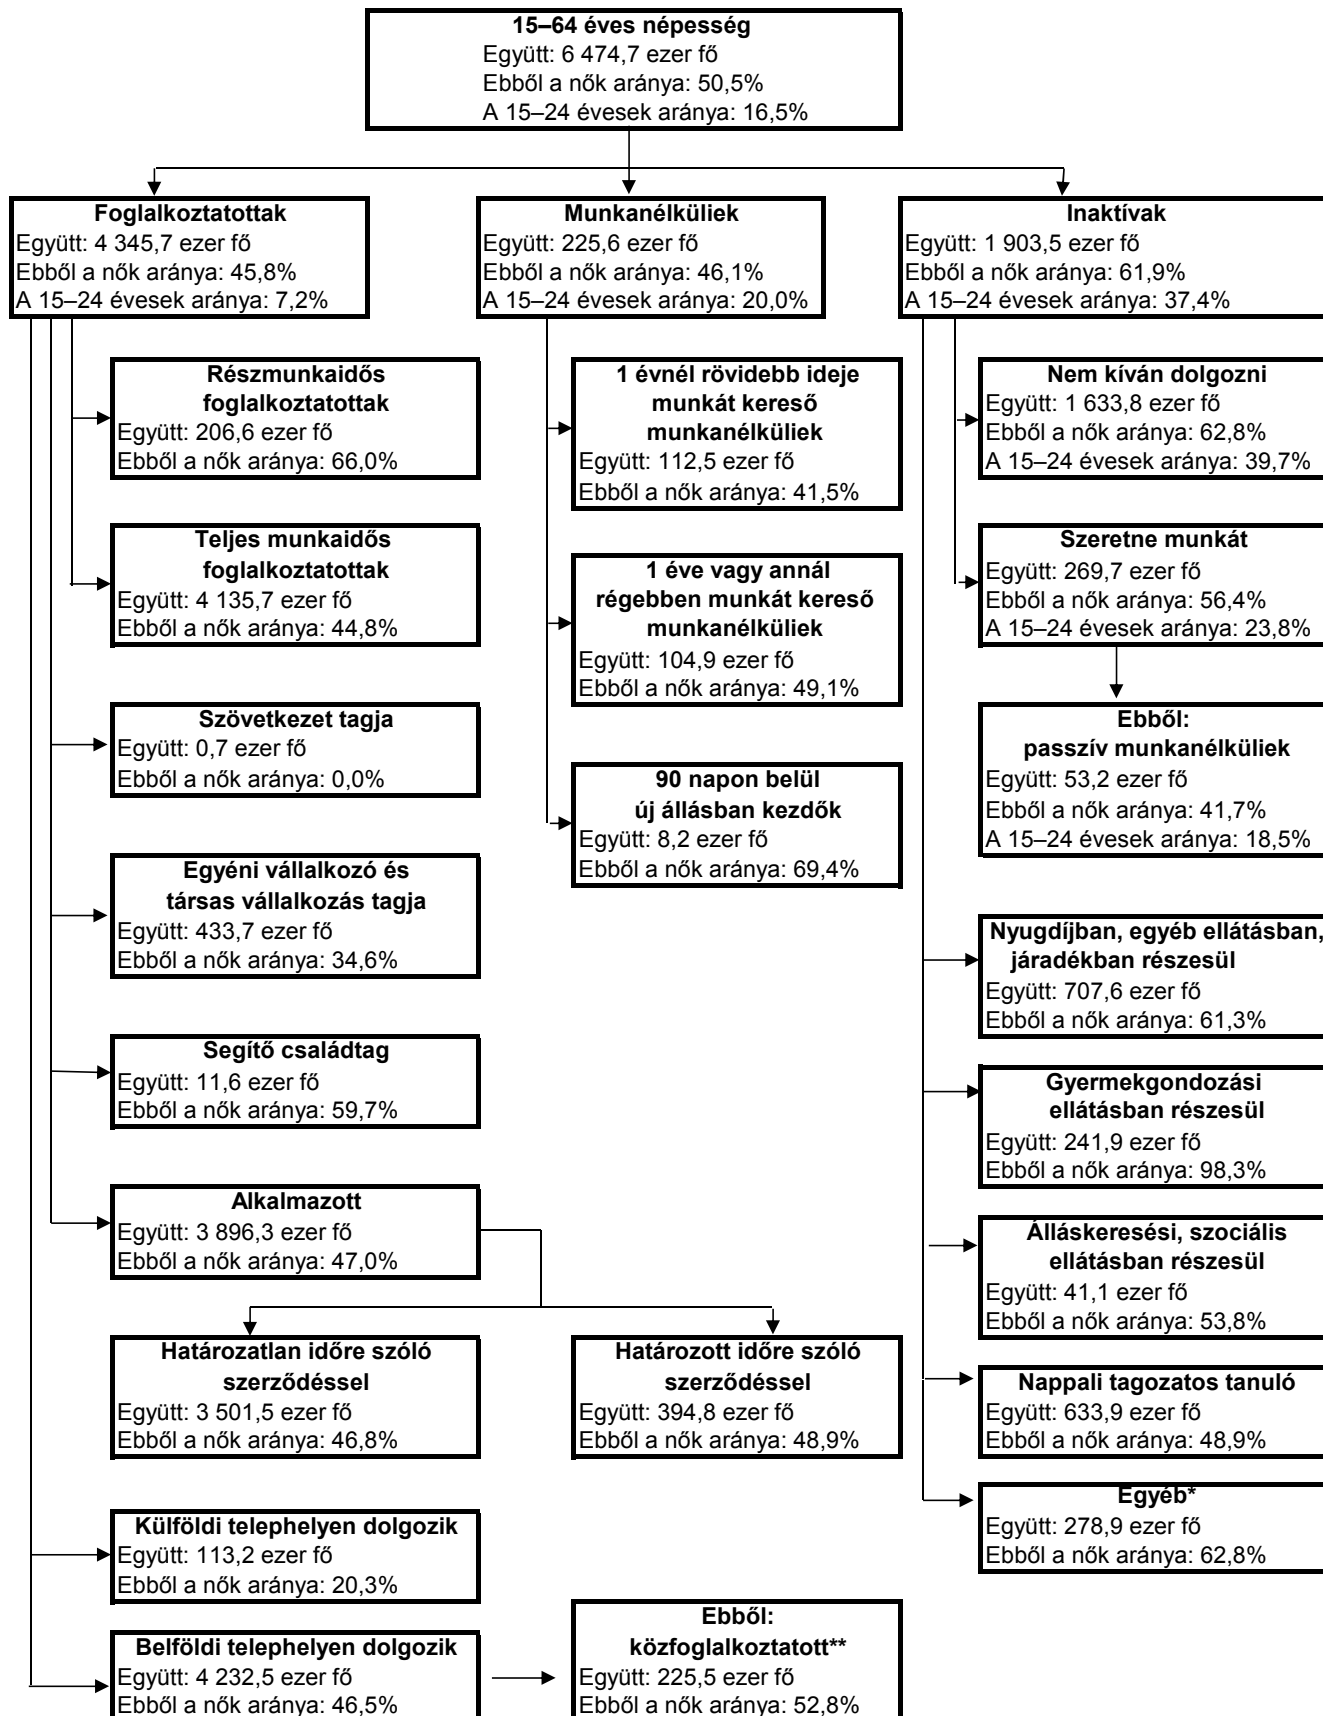 15–64 éves népesség
Együtt: 6 474,7 ezer fő
Ebből a nők aránya: 50,5%
A 15–24 évesek aránya: 16,5%
Foglalkoztatottak
Együtt: 4 345,7 ezer fő
Ebből a nők aránya: 45,8%
A 15–24 évesek aránya: 7,2%
Munkanélküliek
Együtt: 225,6 ezer fő
Ebből a nők aránya: 46,1%
A 15–24 évesek aránya: 20,0%
Inaktívak
Együtt: 1 903,5 ezer fő
Ebből a nők aránya: 61,9%
A 15–24 évesek aránya: 37,4%
Részmunkaidős
foglalkoztatottak
Együtt: 206,6 ezer fő
Ebből a nők aránya: 66,0%
Teljes munkaidős
foglalkoztatottak
Együtt: 4 135,7 ezer fő
Ebből a nők aránya: 44,8%
Szövetkezet tagja
Együtt: 0,7 ezer fő
Ebből a nők aránya: 0,0%
Egyéni vállalkozó és
társas vállalkozás tagja
Együtt: 433,7 ezer fő
Ebből a nők aránya: 34,6%
Segítő családtag
Együtt: 11,6 ezer fő
Ebből a nők aránya: 59,7%
Alkalmazott
Együtt: 3 896,3 ezer fő
Ebből a nők aránya: 47,0%
Határozatlan időre szóló
szerződéssel
Együtt: 3 501,5 ezer fő
Ebből a nők aránya: 46,8%
Határozott időre szóló
szerződéssel
Együtt: 394,8 ezer fő
Ebből a nők aránya: 48,9%
Külföldi telephelyen dolgozik
Együtt: 113,2 ezer fő
Ebből a nők aránya: 20,3%
Belföldi telephelyen dolgozik
Együtt: 4 232,5 ezer fő
Ebből a nők aránya: 46,5%
Ebből:
közfoglalkoztatott**
Együtt: 225,5 ezer fő
Ebből a nők aránya: 52,8%
1 évnél rövidebb ideje
munkát kereső
munkanélküliek
Együtt: 112,5 ezer fő
Ebből a nők aránya: 41,5%
1 éve vagy annál
régebben munkát kereső
munkanélküliek
Együtt: 104,9 ezer fő
Ebből a nők aránya: 49,1%
90 napon belül
új állásban kezdők
Együtt: 8,2 ezer fő
Ebből a nők aránya: 69,4%
Nem kíván dolgozni
Együtt: 1 633,8 ezer fő
Ebből a nők aránya: 62,8%
A 15–24 évesek aránya: 39,7%
Szeretne munkát
Együtt: 269,7 ezer fő
Ebből a nők aránya: 56,4%
A 15–24 évesek aránya: 23,8%
Ebből:
passzív munkanélküliek
Együtt: 53,2 ezer fő
Ebből a nők aránya: 41,7%
A 15–24 évesek aránya: 18,5%
Nyugdíjban, egyéb ellátásban,
járadékban részesül
Együtt: 707,6 ezer fő
Ebből a nők aránya: 61,3%
Gyermekgondozási
ellátásban részesül
Együtt: 241,9 ezer fő
Ebből a nők aránya: 98,3%
Álláskeresési, szociális
ellátásban részesül
Együtt: 41,1 ezer fő
Ebből a nők aránya: 53,8%
Nappali tagozatos tanuló
Együtt: 633,9 ezer fő
Ebből a nők aránya: 48,9%
Egyéb*
Együtt: 278,9 ezer fő
Ebből a nők aránya: 62,8%